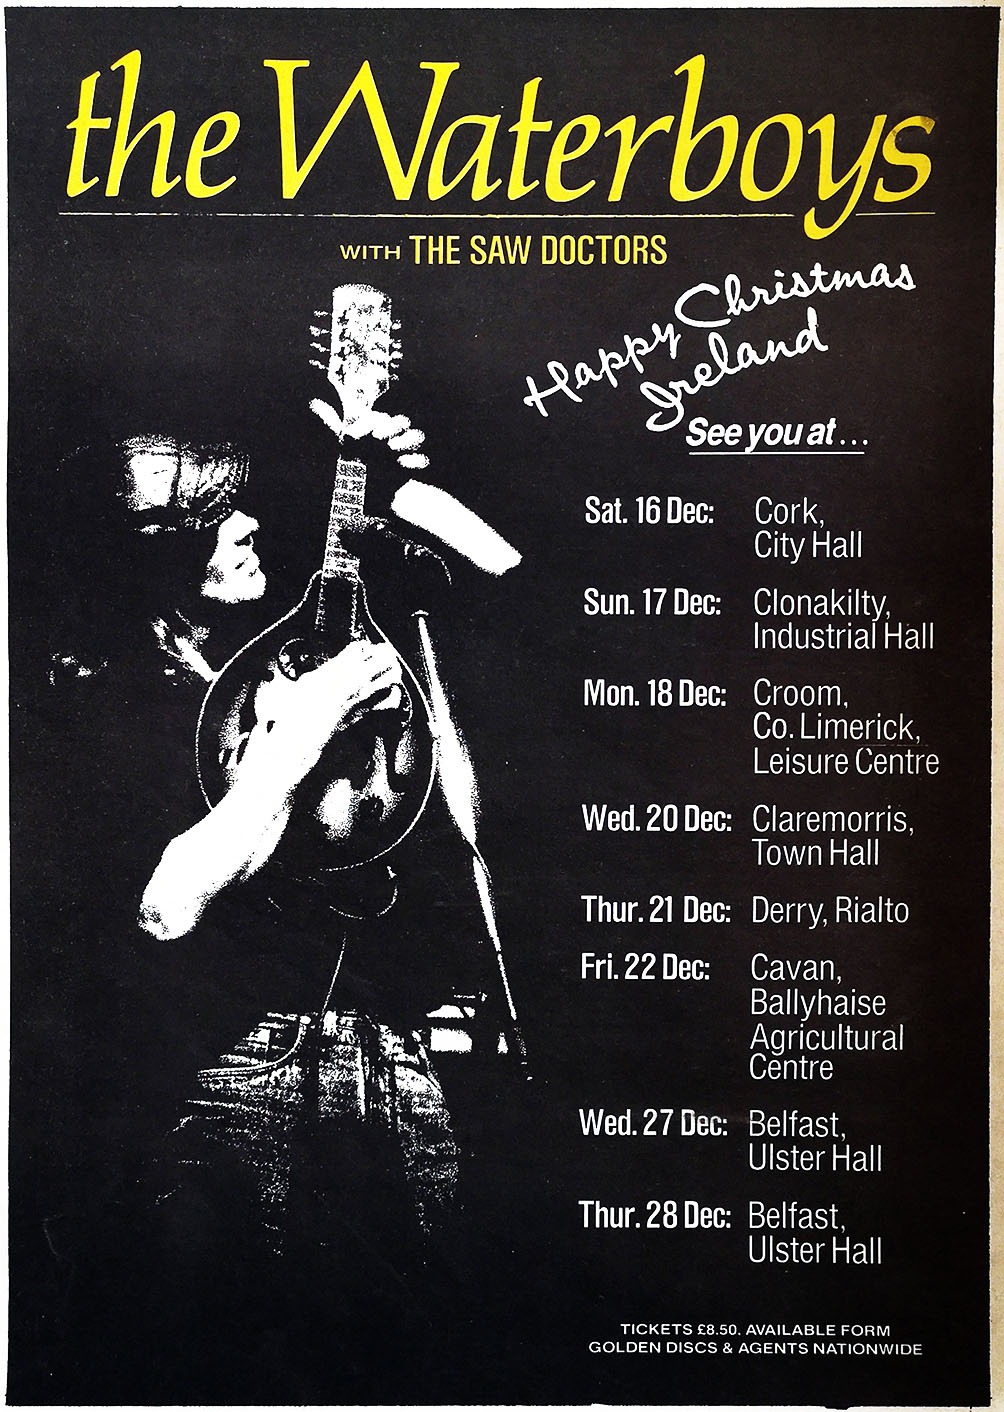 the Waterboys
WITH THE SAW DOCTORS
Happy Christmas
Ireland
See you at...
Sat. 16 Dec: Cork,
City Hall
Sun. 17 Dec: Clonakilty,
Industrial Hall
Mon. 18 Dec: Croom,
Co. Limerick,
Leisure Centre
Wed. 20 Dec: Claremorris,
Town Hall
Thur. 21 Dec: Derry, Rialto
Fri. 22 Dec: Cavan,
Ballyhaise
Agricultural
Centre
Wed. 27 Dec: Belfast,
Ulster Hall
Thur. 28 Dec: Belfast,
Ulster Hall
TICKETS £8.50. AVAILABLE FORM
GOLDEN DISCS & AGENTS NATIONWIDE